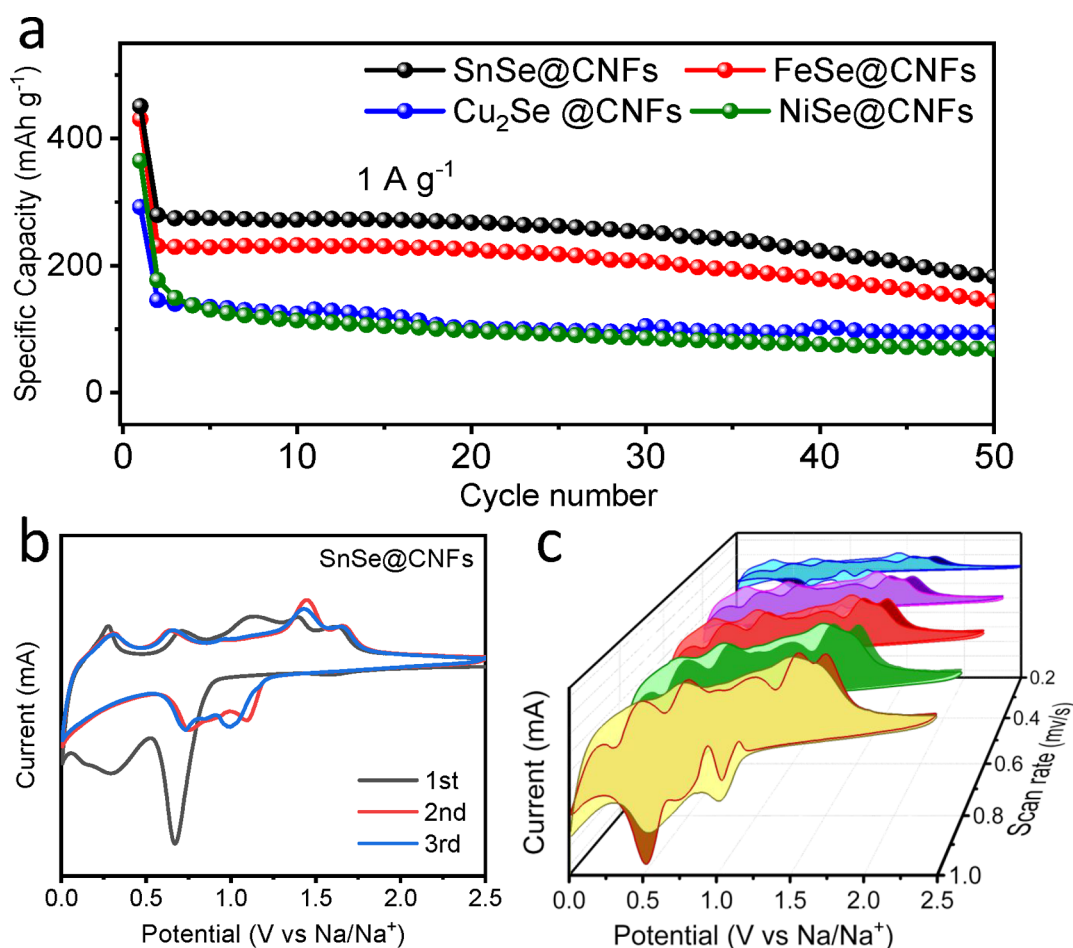 a
SnSe@CNFs FeSe@CNFs
Cu₂Se @CNFs NiSe@CNFs
1 A g⁻¹
Specific Capacity (mAh g⁻¹)
400
200
0
0 10 20 30 40 50
Cycle number
b
SnSe@CNFs
Current (mA)
1st
2nd
3rd
0.0 0.5 1.0 1.5 2.0 2.5
Potential (V vs Na/Na⁺)
c
Current (mA)
0.2
0.4
0.6
0.8
1.0
Scan rate (mv/s)
0.0 0.5 1.0 1.5 2.0 2.5
Potential (V vs Na/Na⁺)